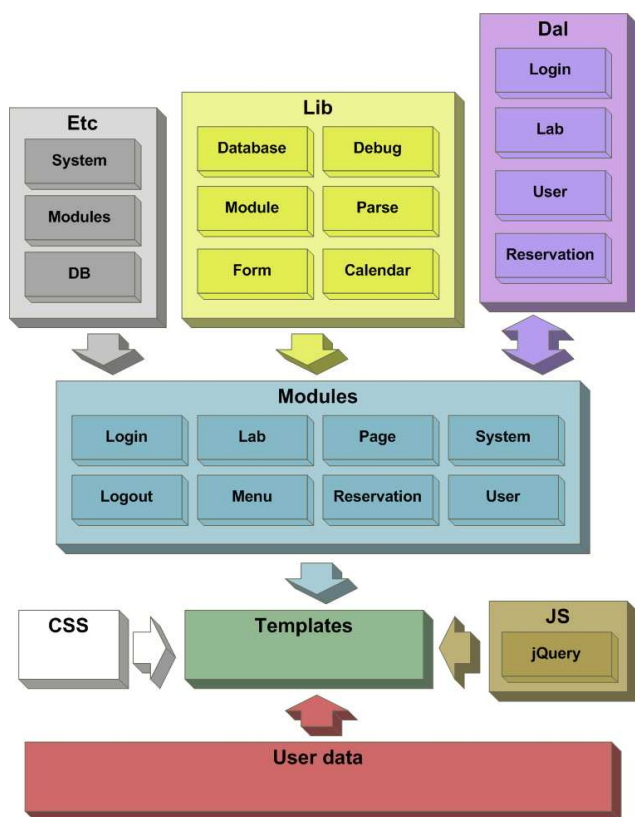 Etc
System
Modules
DB
Lib
Database
Debug
Module
Parse
Form
Calendar
Dal
Login
Lab
User
Reservation
Modules
Login
Lab
Page
System
Logout
Menu
Reservation
User
CSS
Templates
JS
jQuery
User data